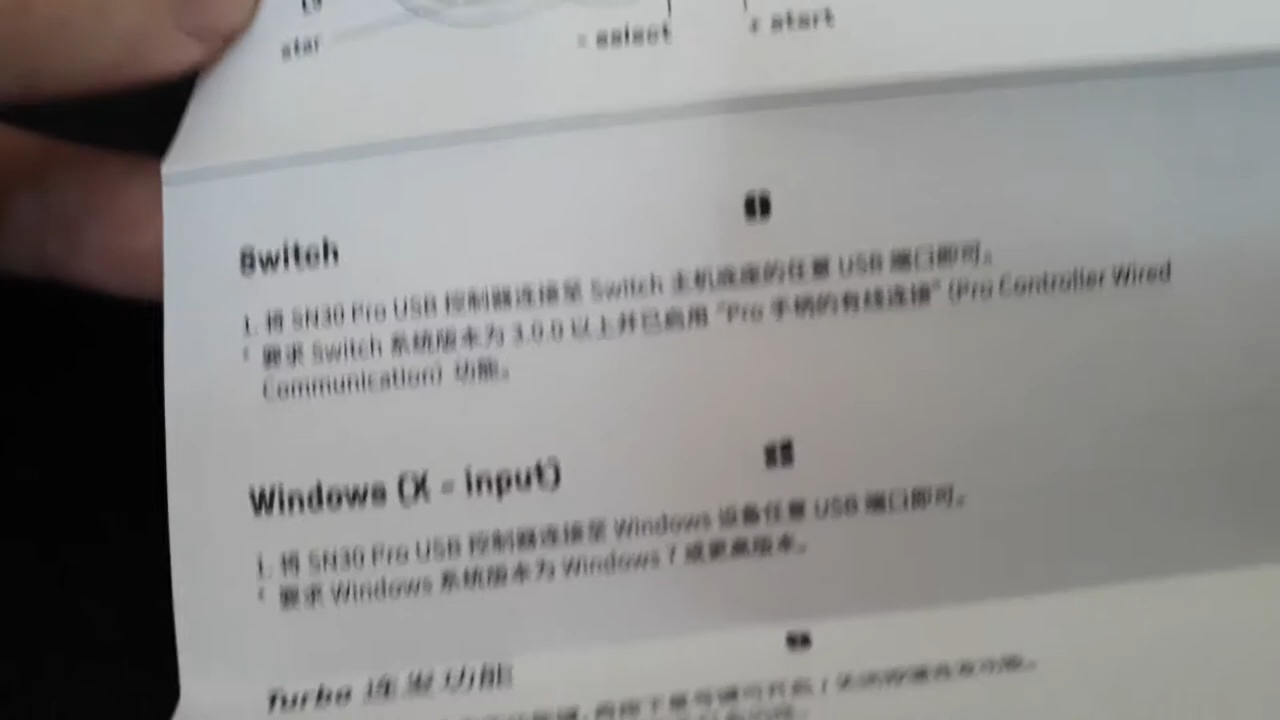 star
- select
+ start
Switch
1. 将 SN30 Pro USB 控制器连接至 Switch 主机底座的任意 USB 端口即可。
* 要求 Switch 系统版本为 3.0.0 以上并已启用 "Pro 手柄的有线连接" (Pro Controller Wired
Communication) 功能。
Windows (X - input)
1. 将 SN30 Pro USB 控制器连接至 Windows 设备任意 USB 端口即可。
* 要求 Windows 系统版本为 Windows 7 或更高版本。
Turbo 连发功能